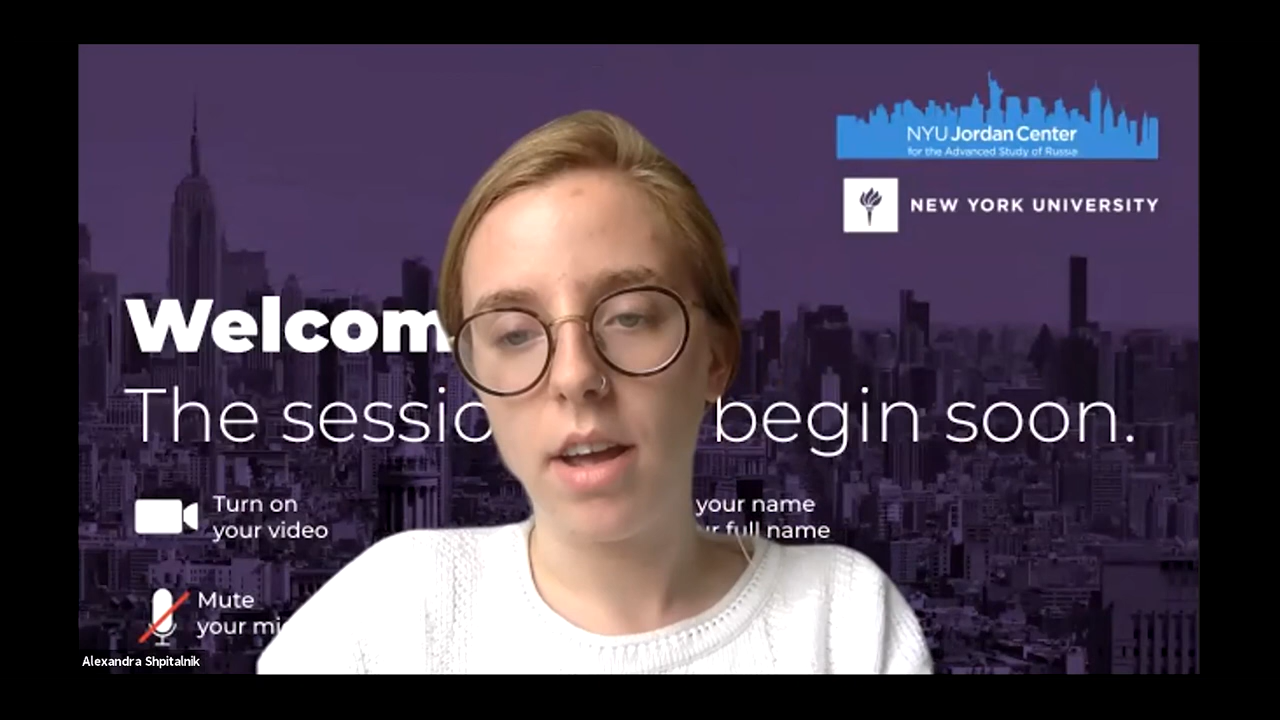 NYU Jordan Center
for the Advanced Study of Russia
NEW YORK UNIVERSITY
Welcom
The sessio begin soon.
Turn on
your video
your name
r full name
Mute
your mi
Alexandra Shpitalnik